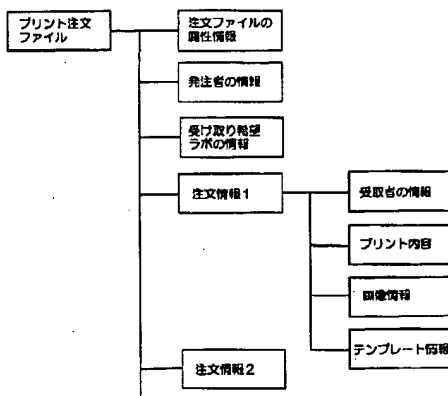 プリント注文
ファイル
注文ファイルの
属性情報
発注者の情報
受け取り希望
ラボの情報
注文情報1
受取者の情報
プリント内容
画像情報
テンプレート情報
注文情報2